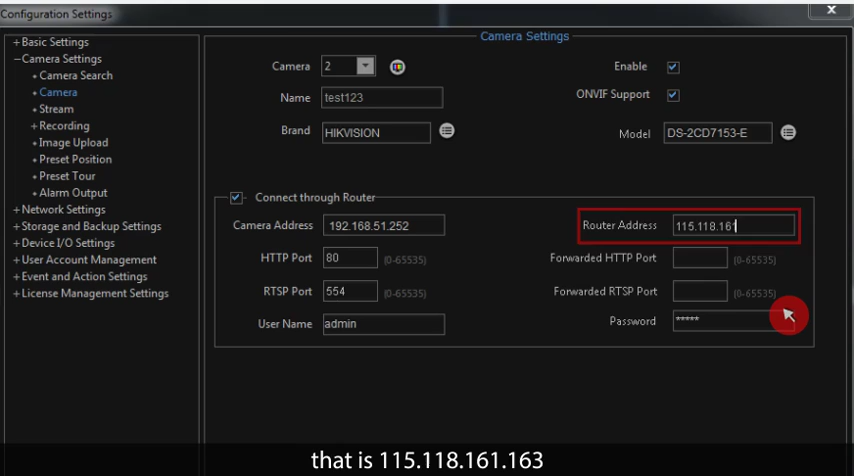 Configuration Settings
x
+Basic Settings
−Camera Settings
Camera Search
Camera
Stream
+Recording
Image Upload
Preset Position
Preset Tour
Alarm Output
+Network Settings
+Storage and Backup Settings
+Device I/O Settings
+User Account Management
+Event and Action Settings
+License Management Settings
Camera Settings
Camera 2 Enable
Name test123 ONVIF Support
Brand HIKVISION Model DS-2CD7153-E
Connect through Router
Camera Address 192.168.51.252 Router Address 115.118.161
HTTP Port 80 (0-65535) Forwarded HTTP Port (0-65535)
RTSP Port 554 (0-65535) Forwarded RTSP Port (0-65535)
User Name admin Password *****
that is 115.118.161.163